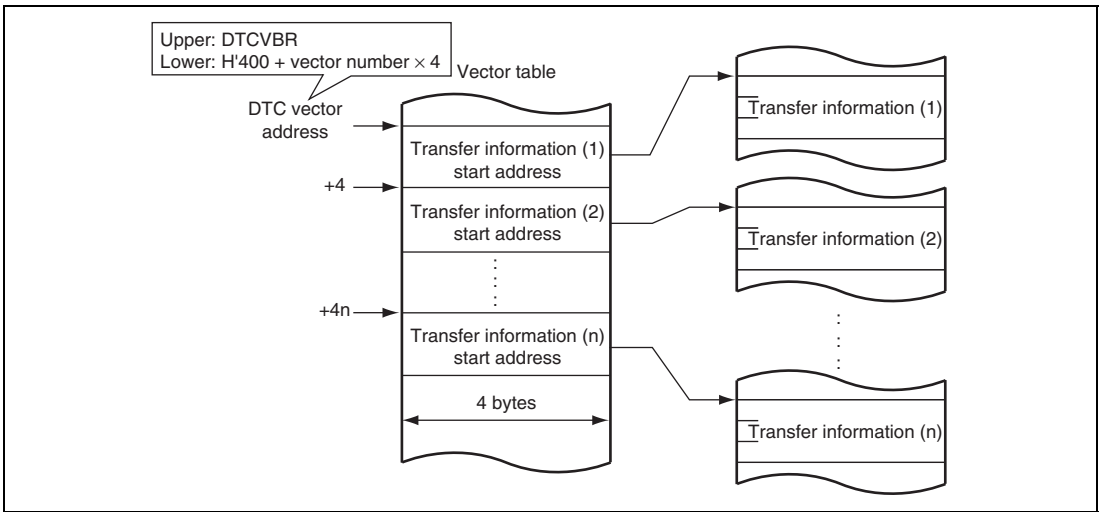 Upper: DTCVBR
Lower: H'400 + vector number × 4
Vector table
DTC vector
address
Transfer information (1)
start address
+4
Transfer information (2)
start address
+4n
Transfer information (n)
start address
4 bytes
Transfer information (1)
Transfer information (2)
Transfer information (n)